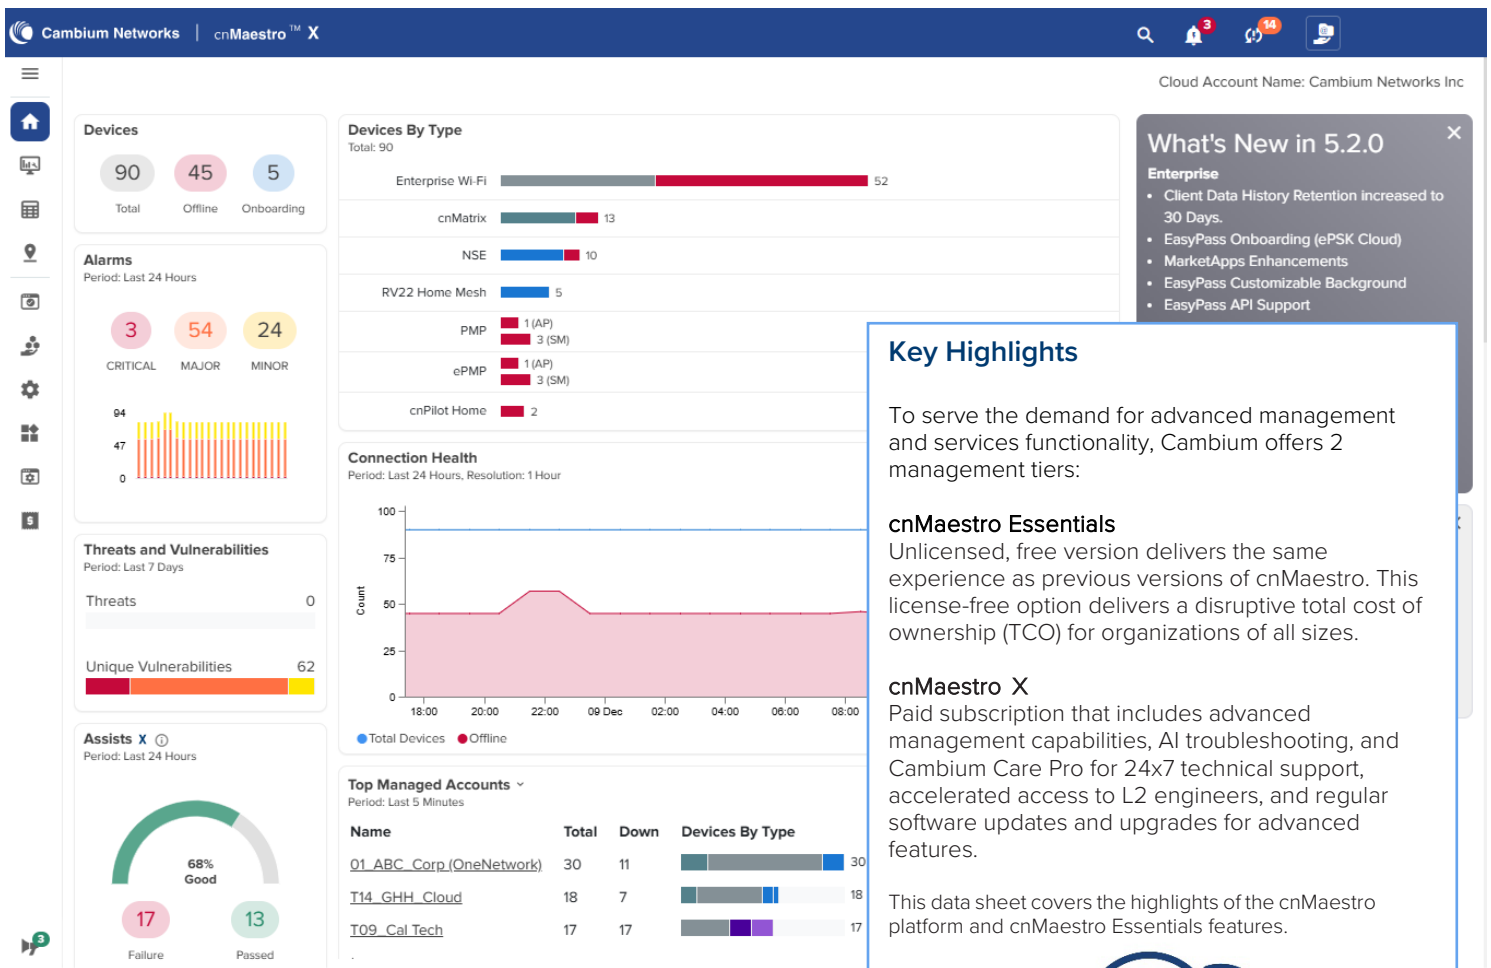 Cambium Networks | cnMaestro™ X
3
14
Cloud Account Name: Cambium Networks Inc
Devices
90
45
5
Total
Offline
Onboarding
Alarms
Period: Last 24 Hours
3
54
24
CRITICAL
MAJOR
MINOR
94
47
0
Threats and Vulnerabilities
Period: Last 7 Days
Threats 0
Unique Vulnerabilities 62
Assists X
Period: Last 24 Hours
68%
Good
17
13
Failure
Passed
3
Devices By Type
Total: 90
Enterprise Wi-Fi 52
cnMatrix 13
NSE 10
RV22 Home Mesh 5
PMP 1 (AP)
3 (SM)
ePMP 1 (AP)
3 (SM)
cnPilot Home 2
Connection Health
Period: Last 24 Hours, Resolution: 1 Hour
100
75
50
25
0
Count
18:00 20:00 22:00 09 Dec 02:00 04:00 06:00 08:00
Total Devices Offline
Top Managed Accounts
Period: Last 5 Minutes
Name Total Down Devices By Type
01_ABC_Corp (OneNetwork) 30 11 30
T14_GHH_Cloud 18 7 18
T09_Cal Tech 17 17 17
What's New in 5.2.0
Enterprise
• Client Data History Retention increased to
30 Days.
• EasyPass Onboarding (ePSK Cloud)
• MarketApps Enhancements
• EasyPass Customizable Background
• EasyPass API Support
Key Highlights
To serve the demand for advanced management
and services functionality, Cambium offers 2
management tiers:
cnMaestro Essentials
Unlicensed, free version delivers the same
experience as previous versions of cnMaestro. This
license-free option delivers a disruptive total cost of
ownership (TCO) for organizations of all sizes.
cnMaestro X
Paid subscription that includes advanced
management capabilities, AI troubleshooting, and
Cambium Care Pro for 24x7 technical support,
accelerated access to L2 engineers, and regular
software updates and upgrades for advanced
features.
This data sheet covers the highlights of the cnMaestro
platform and cnMaestro Essentials features.